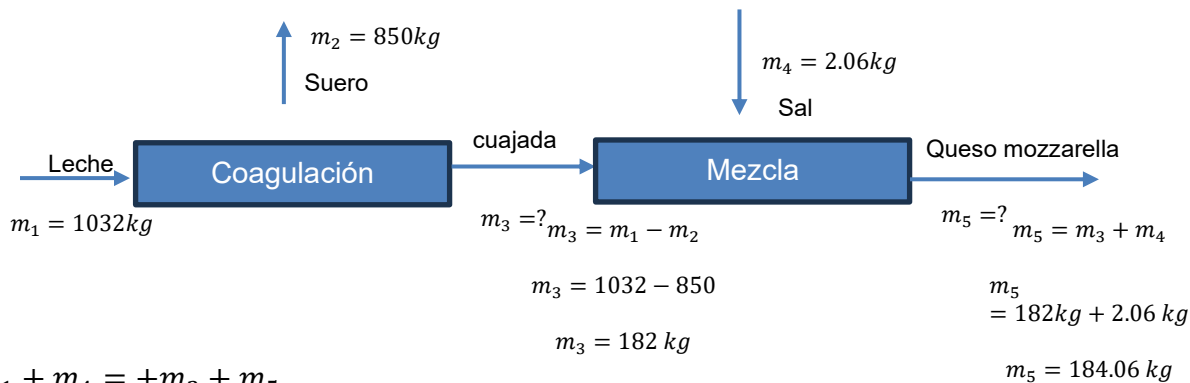 m₂ = 850kg
Suero
m₄ = 2.06kg
Sal
Leche
Coagulación
cuajada
Mezcla
Queso mozzarella
m₁ = 1032kg
m₃ =?
m₃ = m₁ − m₂
m₃ = 1032 − 850
m₃ = 182 kg
m₅ =?
m₅ = m₃ + m₄
m₅
= 182kg + 2.06 kg
m₅ = 184.06 kg